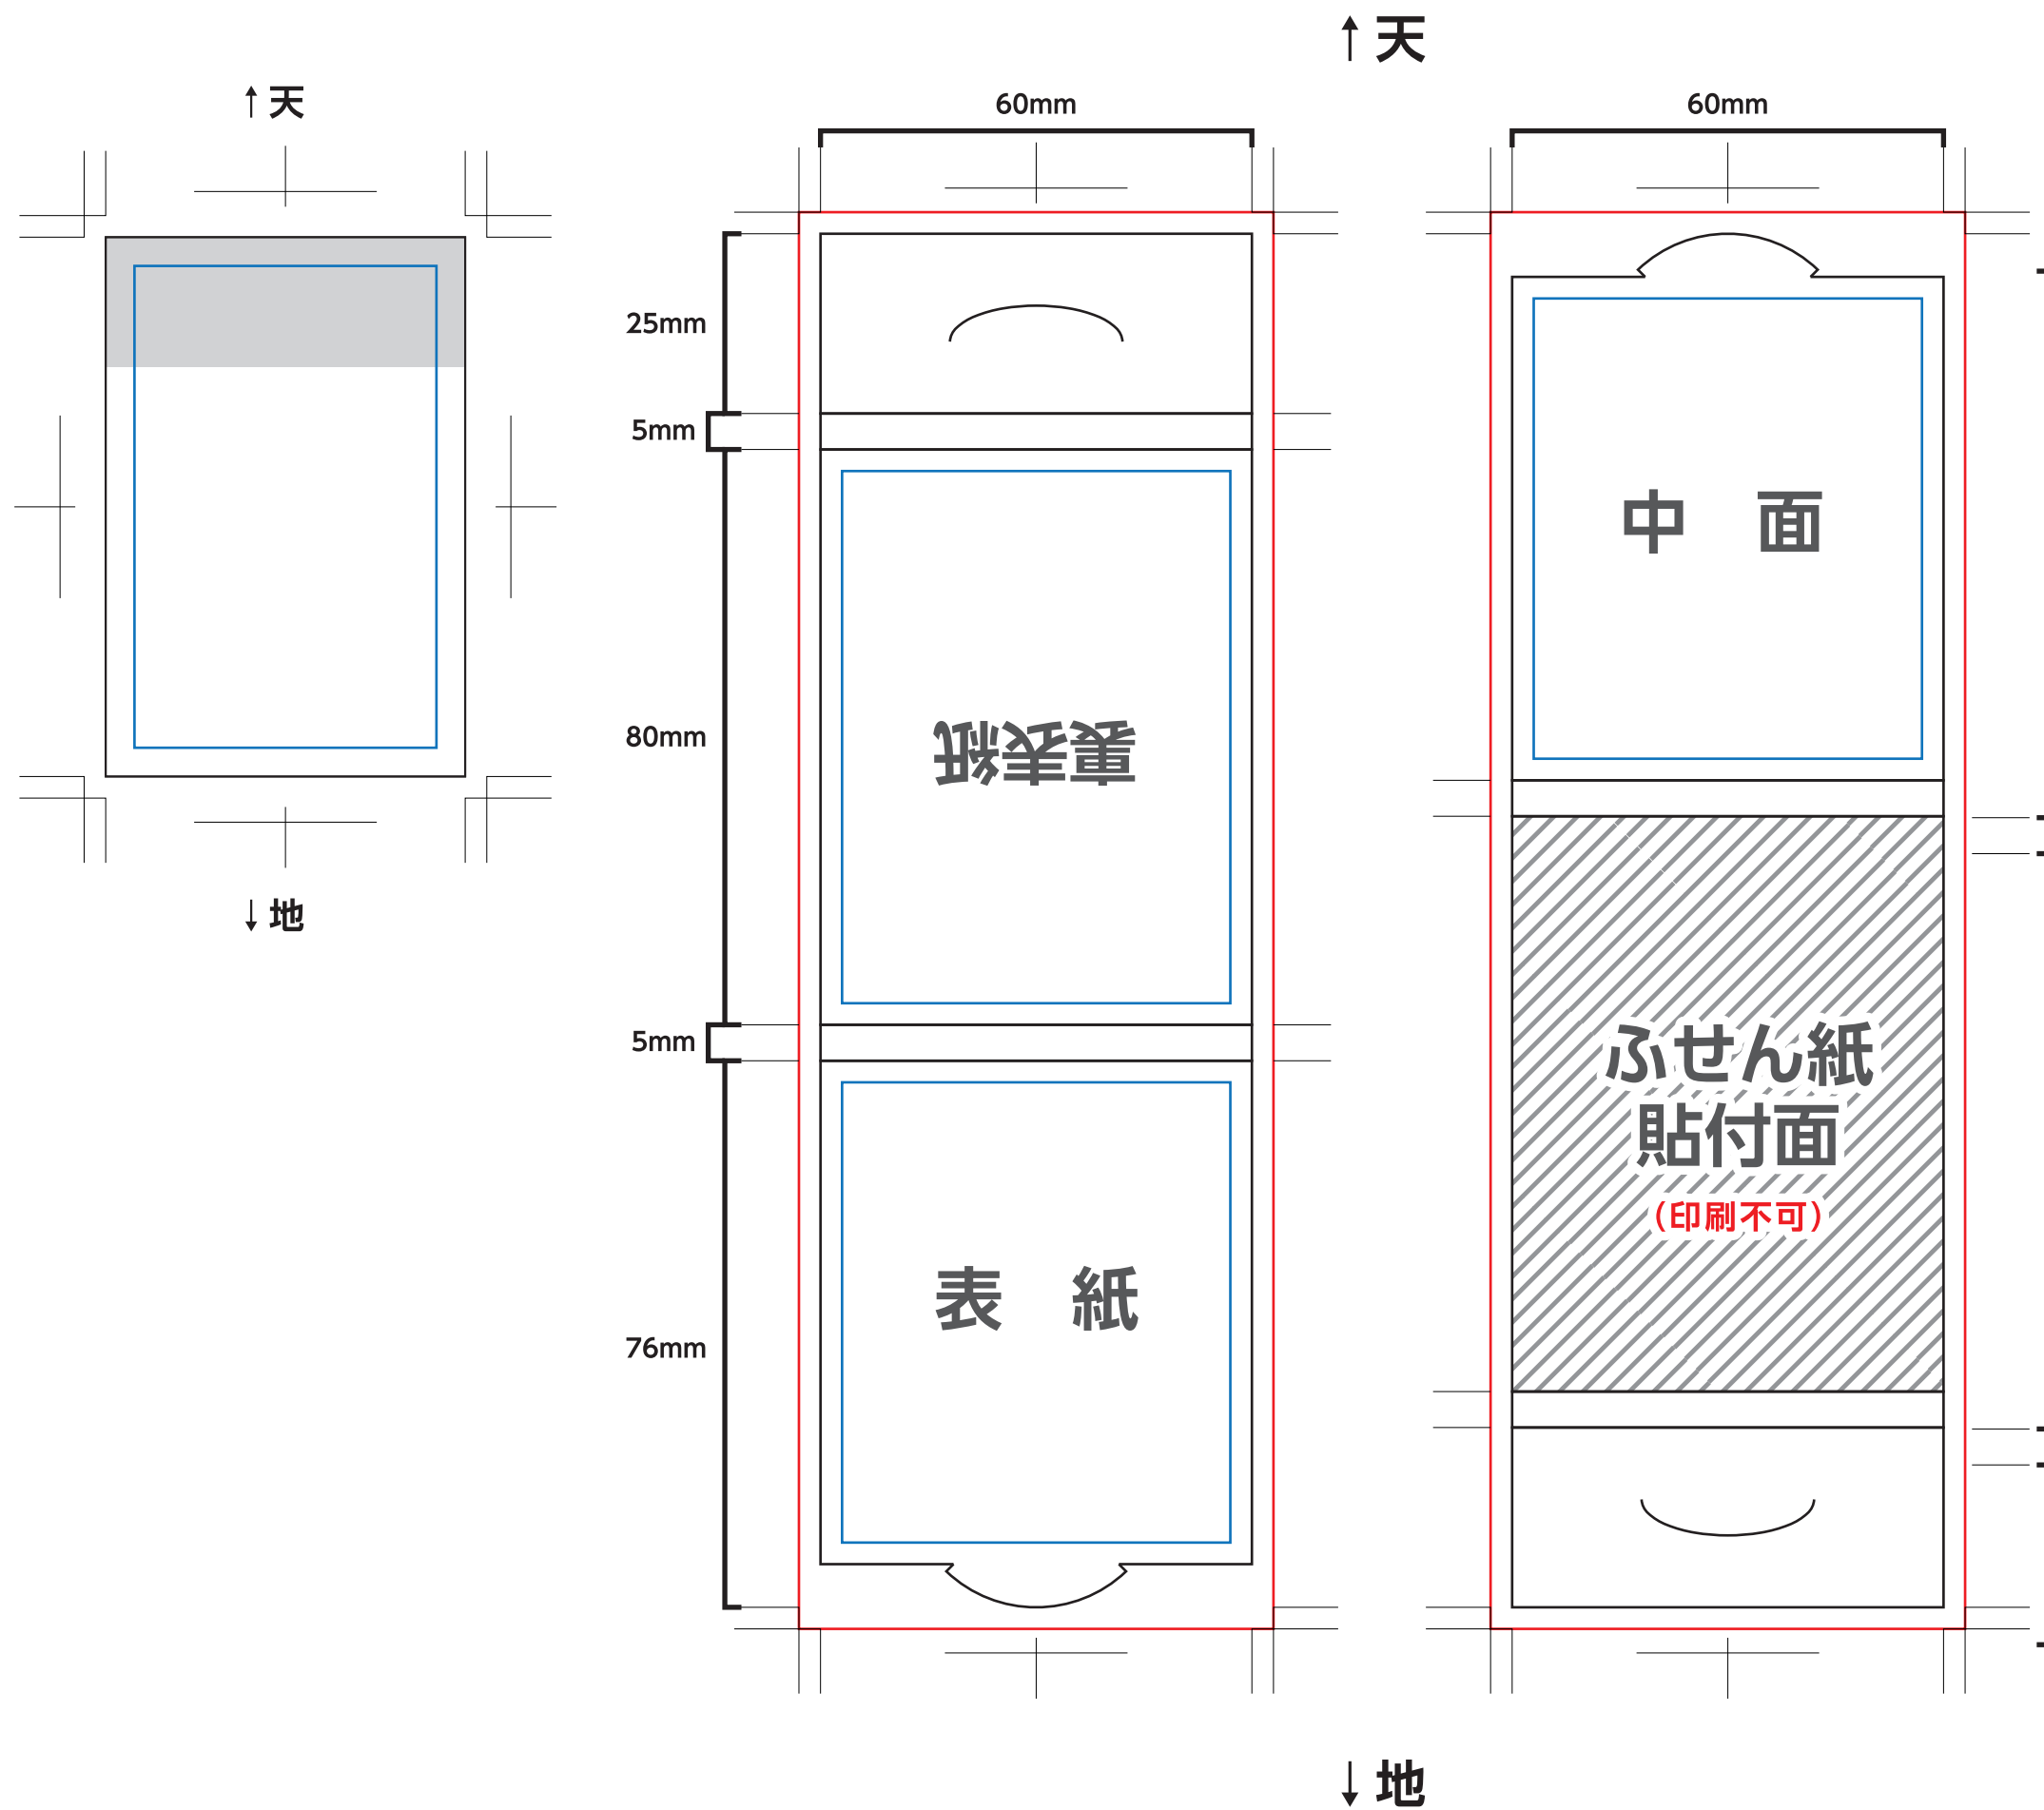 ↑天
↓地
↑天
60mm
25mm
5mm
80mm
5mm
76mm
裏表紙
表 紙
60mm
中 面
ふせん紙
貼付面
(印刷不可)
↓地